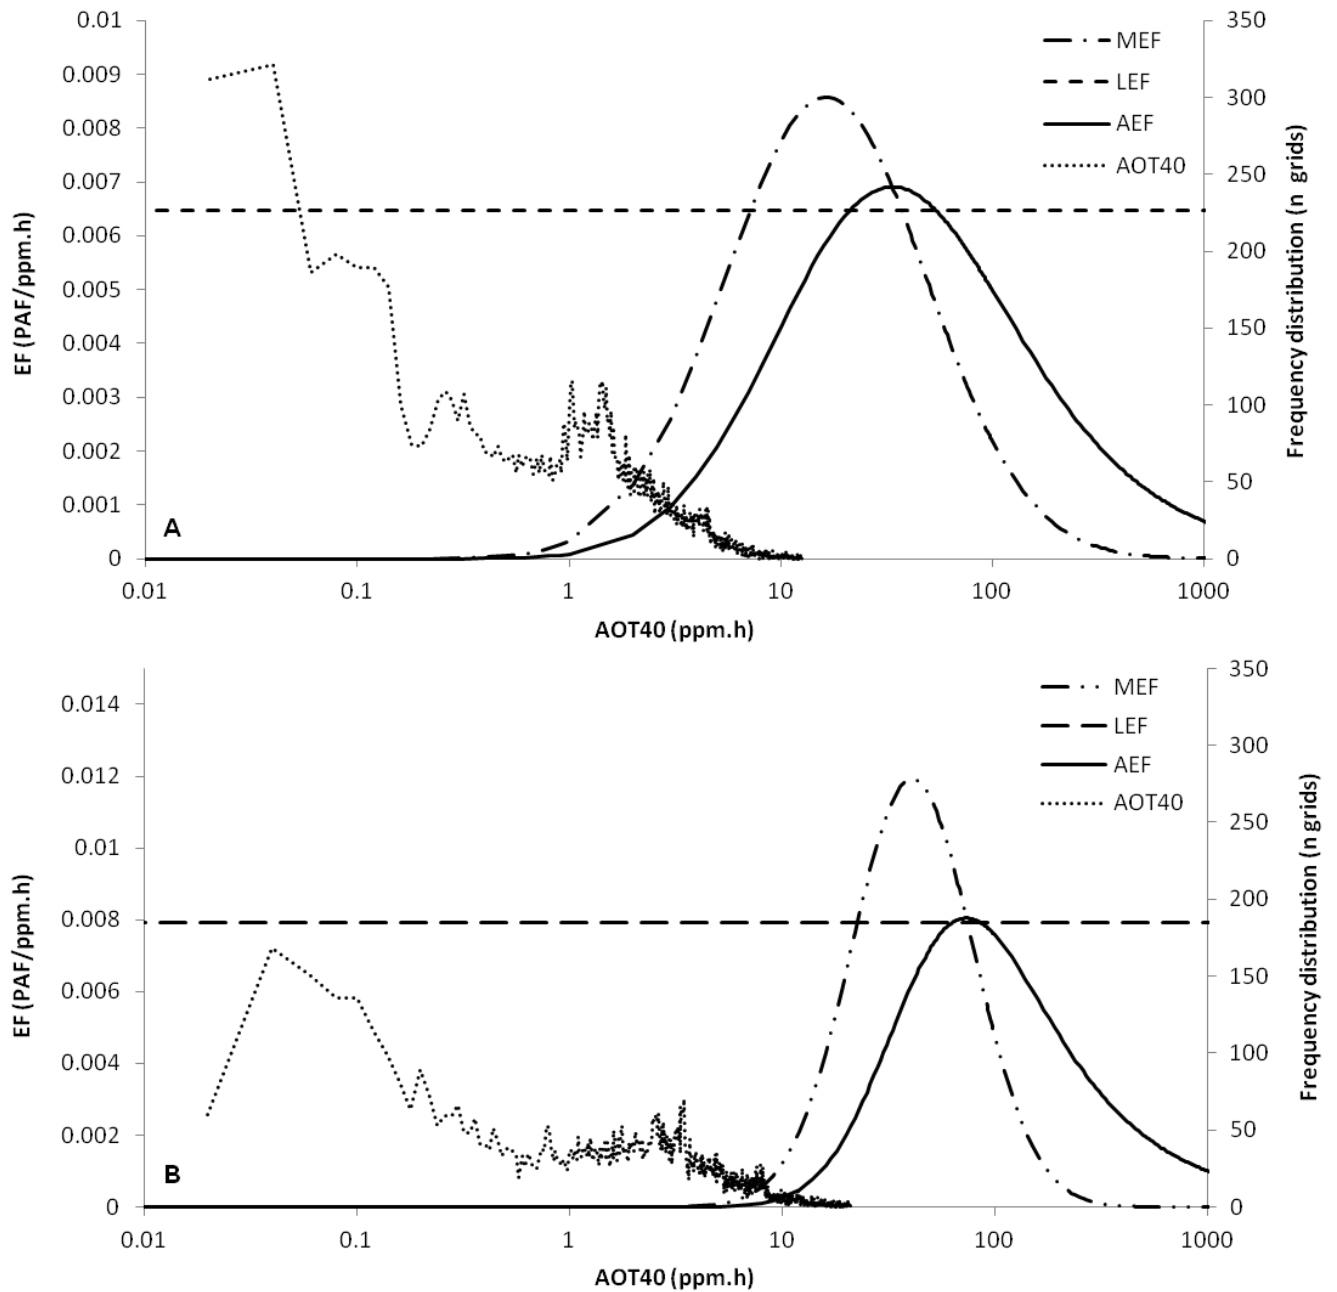 0.01
0.009
0.008
0.007
0.006
0.005
0.004
0.003
0.002
0.001
0
EF (PAF/ppm.h)
350
300
250
200
150
100
50
0
Frequency distribution (n grids)
MEF
LEF
AEF
AOT40
A
0.01 0.1 1 10 100 1000
AOT40 (ppm.h)
0.014
0.012
0.01
0.008
0.006
0.004
0.002
0
EF (PAF/ppm.h)
350
300
250
200
150
100
50
0
Frequency distribution (n grids)
MEF
LEF
AEF
AOT40
B
0.01 0.1 1 10 100 1000
AOT40 (ppm.h)